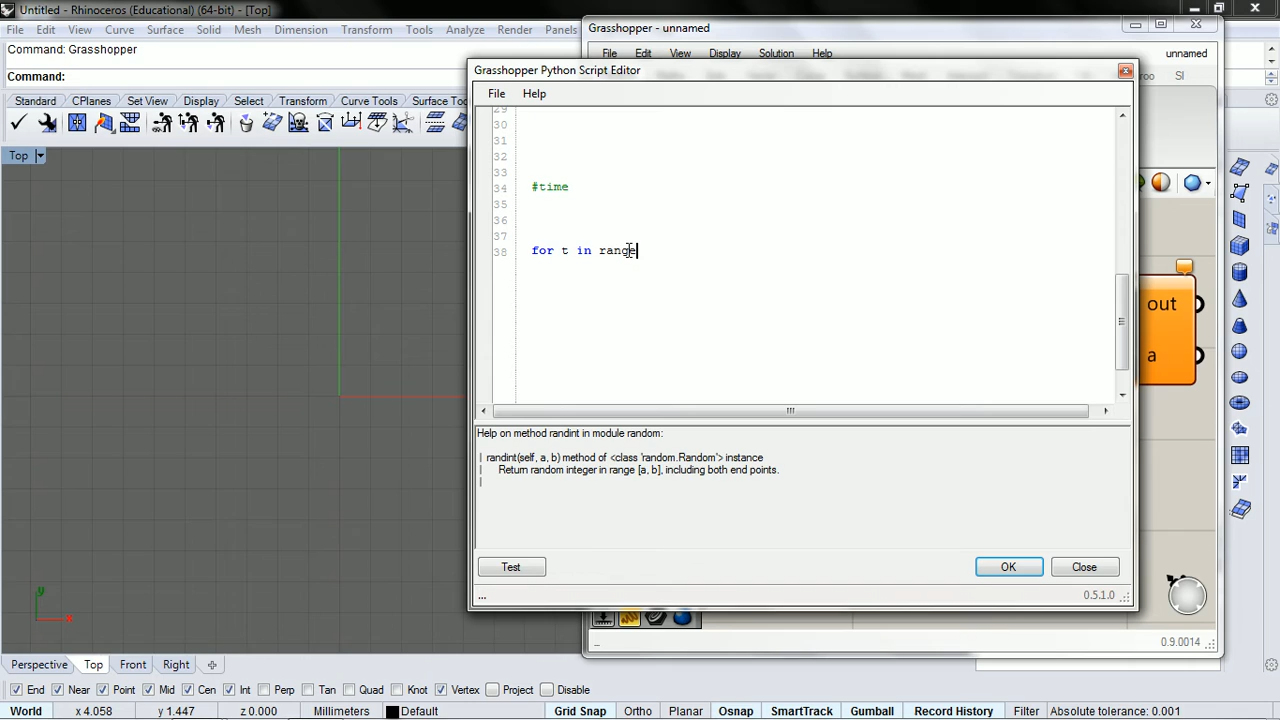 Untitled - Rhinoceros (Educational) (64-bit) - [Top]
File Edit View Curve Surface Solid Mesh Dimension Transform Tools Analyze Render Panels
Command: Grasshopper
Command:
Standard CPlanes Set View Display Select Transform Curve Tools Surface To
Top
Grasshopper - unnamed
File Edit View Display Solution Help unnamed
Grasshopper Python Script Editor
File Help
29
30
31
32
33
34 #time
35
36
37
38 for t in range
Help on method randint in module random:
| randint(self, a, b) method of <class 'random.Random'> instance
| Return random integer in range [a, b], including both end points.
|
Test OK Close
... 0.5.1.0
out
a
0.9.0014
y
x
Perspective Top Front Right
End Near Point Mid Cen Int Perp Tan Quad Knot Vertex Project Disable
World x 4.058 y 1.447 z 0.000 Millimeters Default Grid Snap Ortho Planar Osnap SmartTrack Gumball Record History Filter Absolute tolerance: 0.001